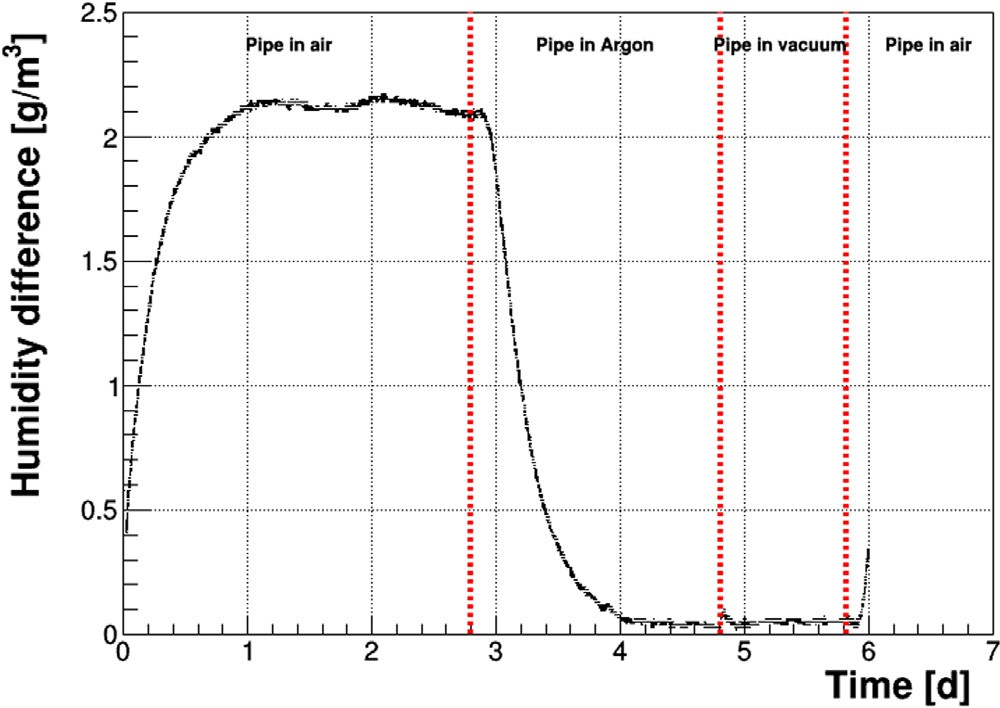 Humidity difference [g/m³]
2.5
2
1.5
1
0.5
0
Pipe in air
Pipe in Argon
Pipe in vacuum
Pipe in air
0 1 2 3 4 5 6 7
Time [d]